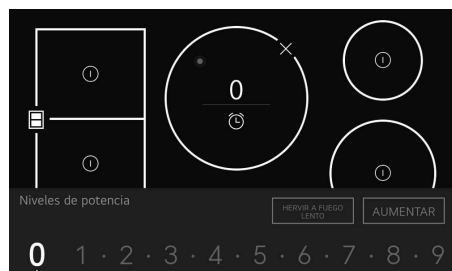 0
Niveles de potencia
HERVIR A FUEGO
LENTO
AUMENTAR
0 1 · 2 · 3 · 4 · 5 · 6 · 7 · 8 · 9